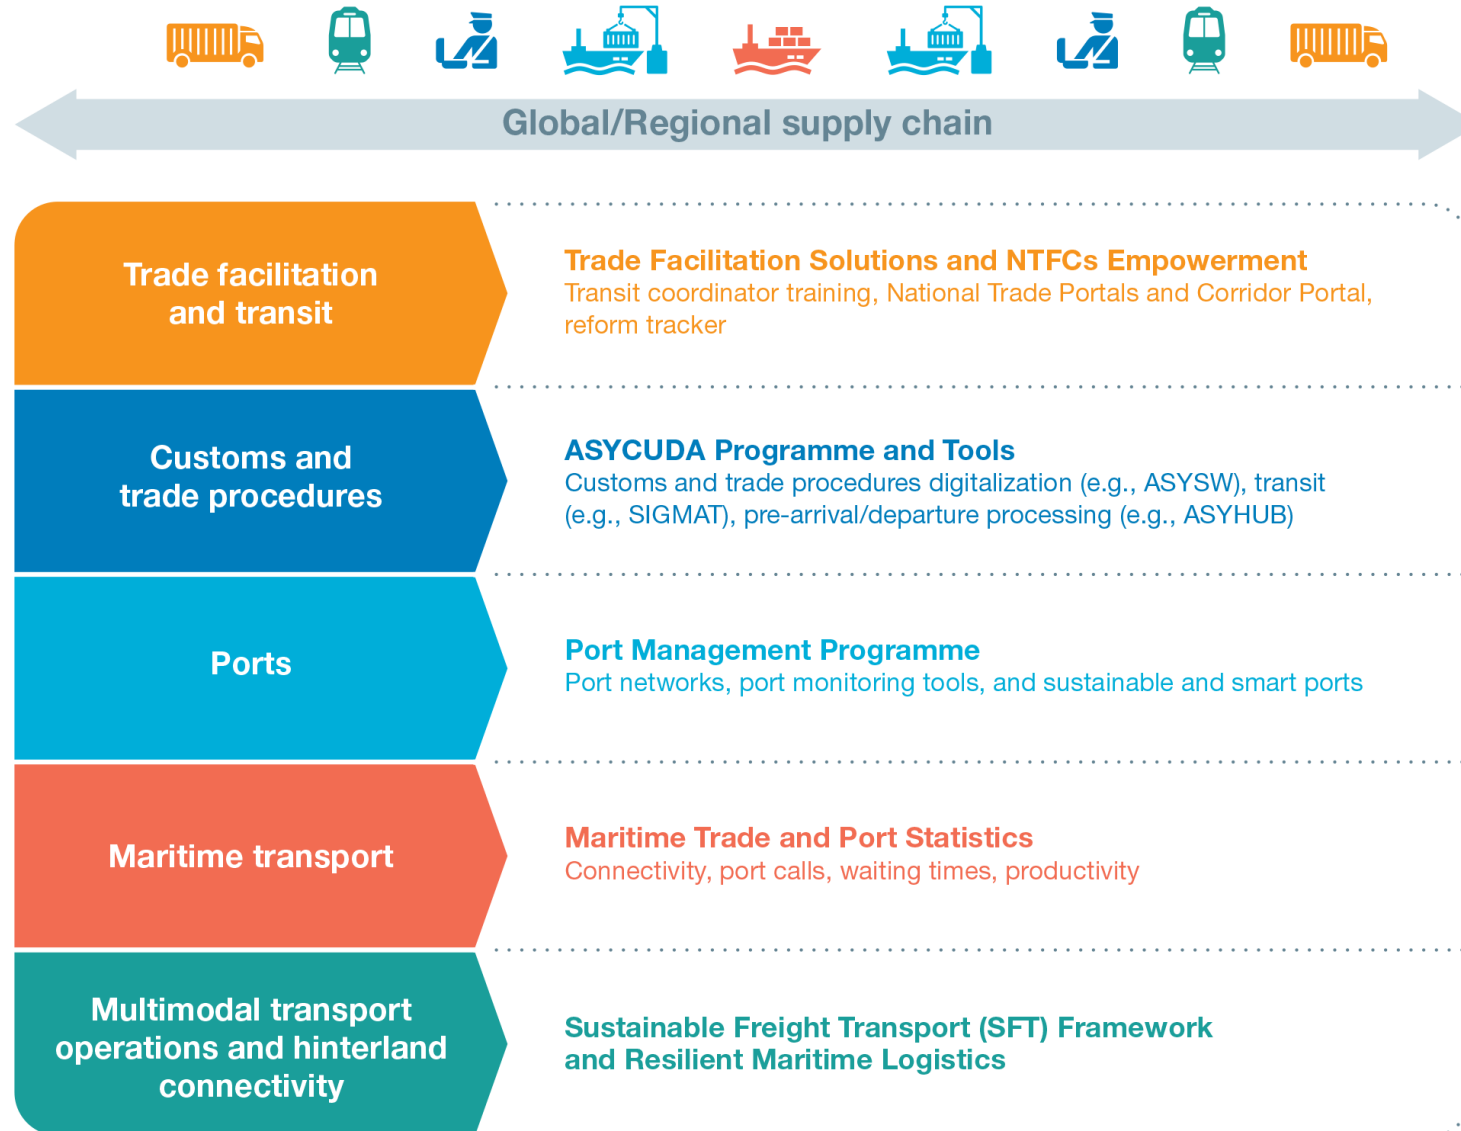 Global/Regional supply chain
Trade facilitation
and transit
Trade Facilitation Solutions and NTFCs Empowerment
Transit coordinator training, National Trade Portals and Corridor Portal,
reform tracker
Customs and
trade procedures
ASYCUDA Programme and Tools
Customs and trade procedures digitalization (e.g., ASYSW), transit
(e.g., SIGMAT), pre-arrival/departure processing (e.g., ASYHUB)
Ports
Port Management Programme
Port networks, port monitoring tools, and sustainable and smart ports
Maritime transport
Maritime Trade and Port Statistics
Connectivity, port calls, waiting times, productivity
Multimodal transport
operations and hinterland
connectivity
Sustainable Freight Transport (SFT) Framework
and Resilient Maritime Logistics